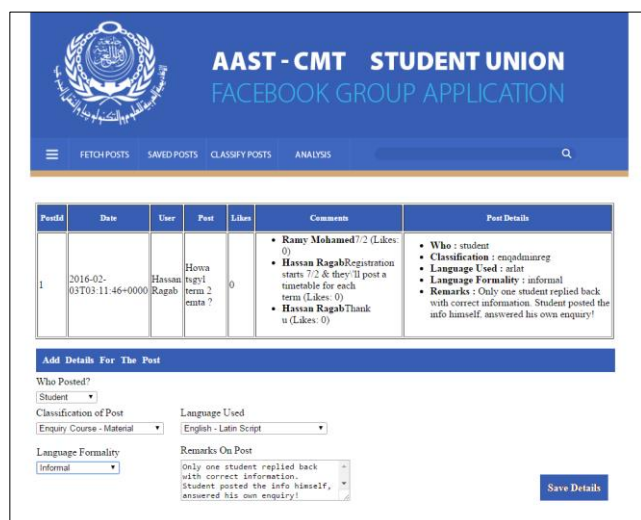 AAST - CMT STUDENT UNION
FACEBOOK GROUP APPLICATION
FETCH POSTS SAVED POSTS CLASSIFY POSTS ANALYSIS
PostId Date User Post Likes Comments Post Details
1
2016-02-
03T03:11:46+0000
Hassan
Ragab
Howa
tsgyl
term 2
emta ?
0
• Ramy Mohamed7/2 (Likes:
0)
• Hassan RagabRegistration
starts 7/2 & they\'ll post a
timetable for each
term (Likes: 0)
• Hassan RagabThank
u (Likes: 0)
• Who : student
• Classification : enqadminreg
• Language Used : arlat
• Language Formality : informal
• Remarks : Only one student replied back
with correct information. Student posted the
info himself, answered his own enquiry!
Add Details For The Post
Who Posted?
Student
Classification of Post Language Used
Enquiry Course - Material English - Latin Script
Language Formality Remarks On Post
Informal
Only one student replied back
with correct information.
Student posted the info himself,
answered his own enquiry!
Save Details